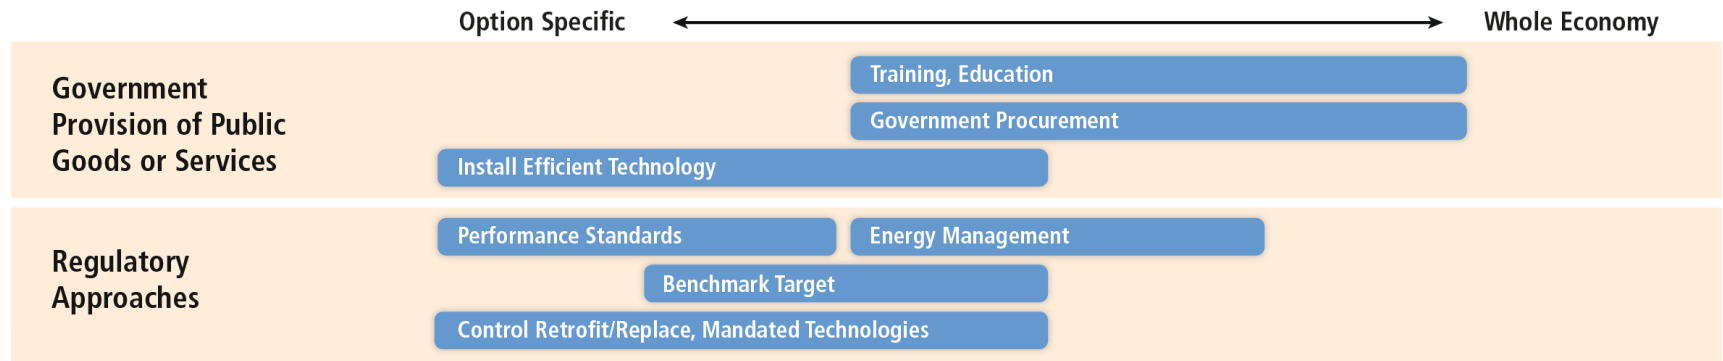 Option Specific
Whole Economy
Government
Provision of Public
Goods or Services
Training, Education
Government Procurement
Install Efficient Technology
Regulatory
Approaches
Performance Standards
Energy Management
Benchmark Target
Control Retrofit/Replace, Mandated Technologies